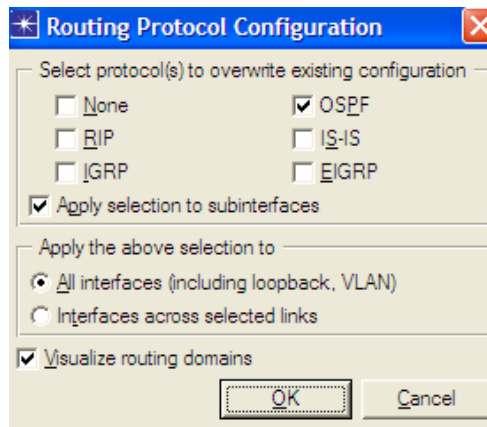 Routing Protocol Configuration
Select protocol(s) to overwrite existing configuration
None OSPF
RIP IS-IS
IGRP EIGRP
Apply selection to subinterfaces
Apply the above selection to
All interfaces (including loopback, VLAN)
Interfaces across selected links
Visualize routing domains
OK Cancel